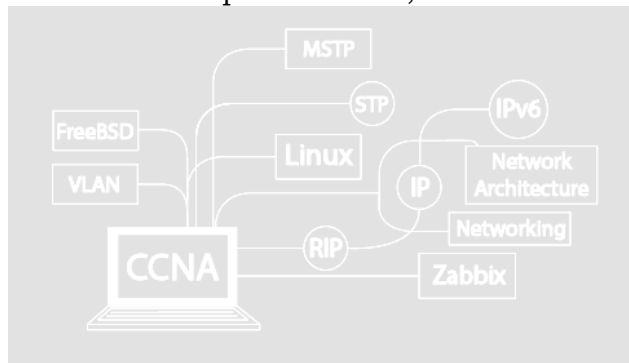 MSTP
STP
IPv6
FreeBSD
Linux
Network
Architecture
VLAN
IP
Networking
RIP
CCNA
Zabbix